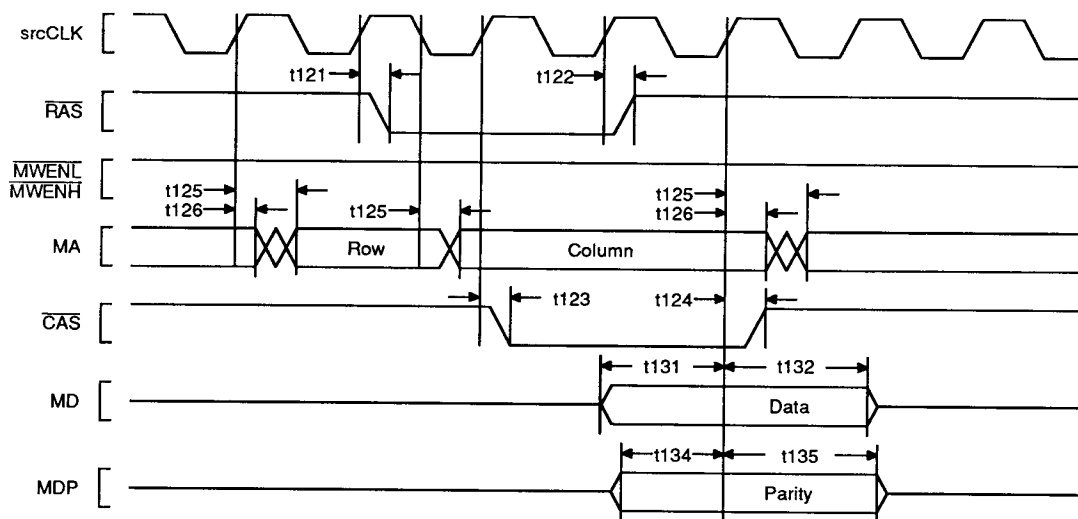 srcCLK
t121
t122
RAS
MWENL
MWENH
t125
t125
t125
t126
t126
MA
Row
Column
t123
t124
CAS
t131
t132
MD
Data
t134
t135
MDP
Parity